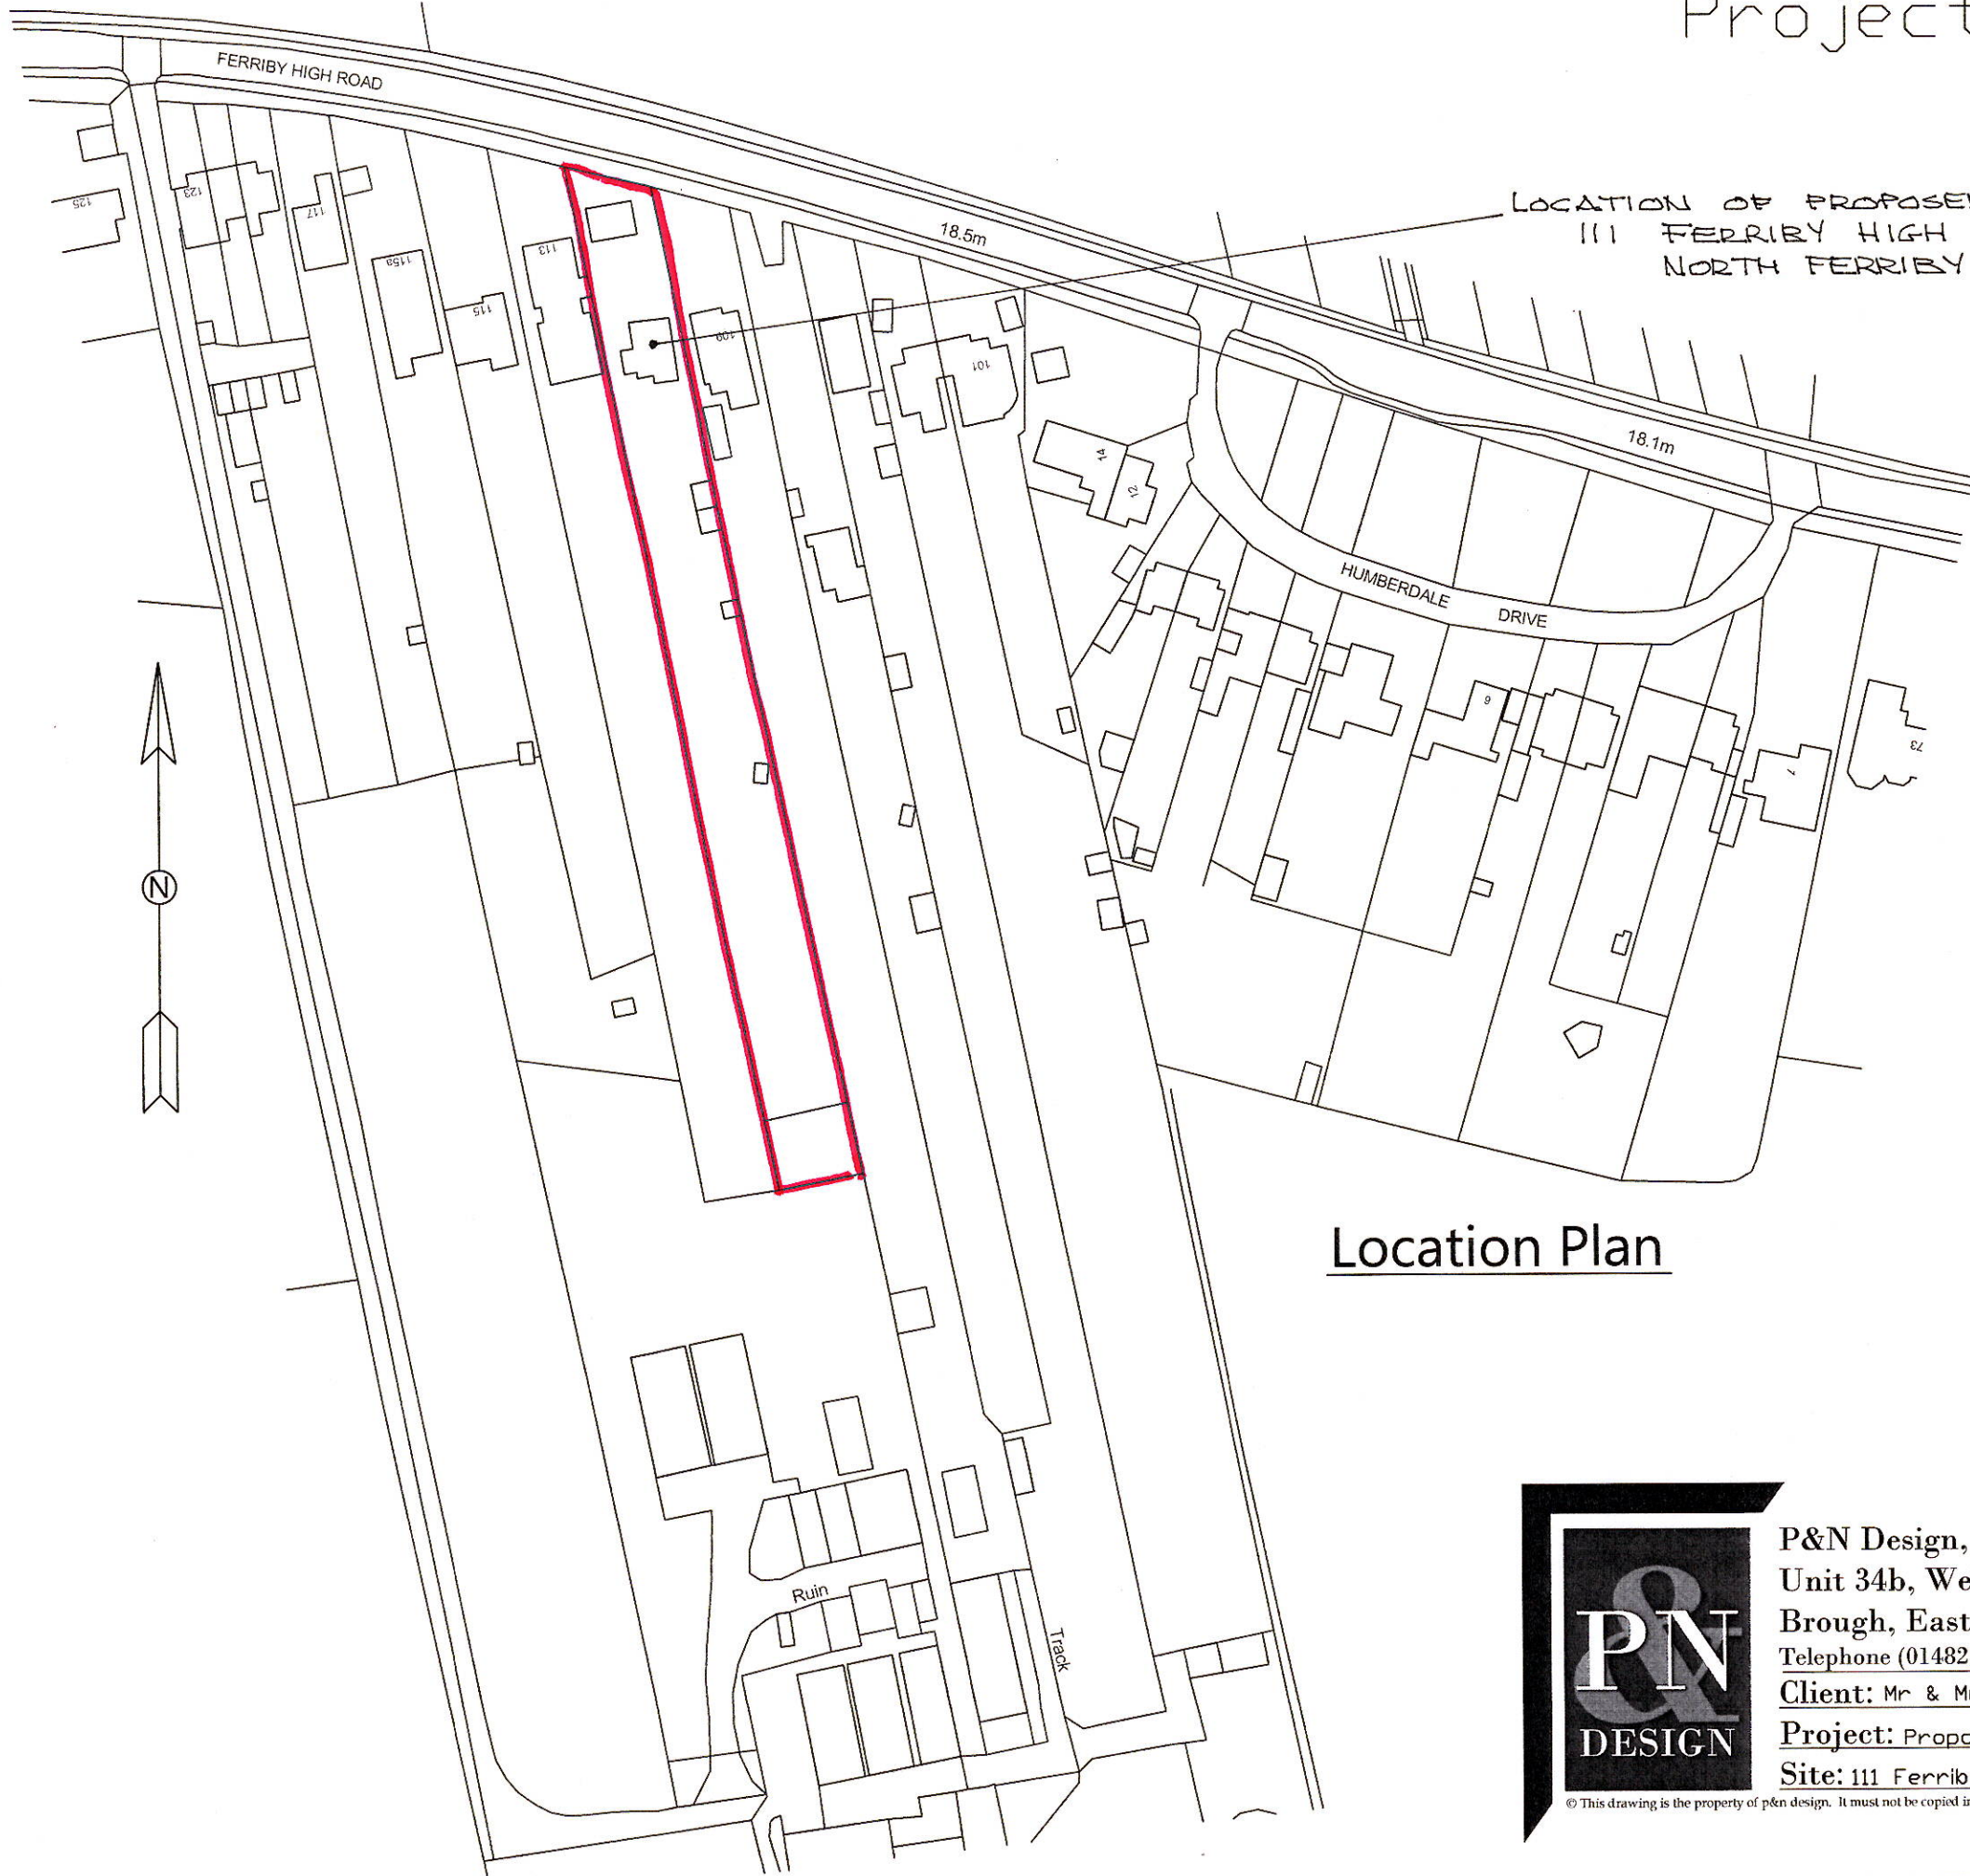 Project
FERRIBY HIGH ROAD
LOCATION OF PROPOSE
111 FERRIBY HIGH
NORTH FERRIBY
18.5m
125
123
117
115a
115
113
109
101
14
12
18.1m
HUMBERDALE DRIVE
9
7
73
N
Location Plan
Ruin
Track
PN
&
DESIGN
P&N Design,
Unit 34b, We
Brough, East
Telephone (01482
Client: Mr & M
Project: Propo
Site: 111 Ferrib
© This drawing is the property of p&n design. It must not be copied i